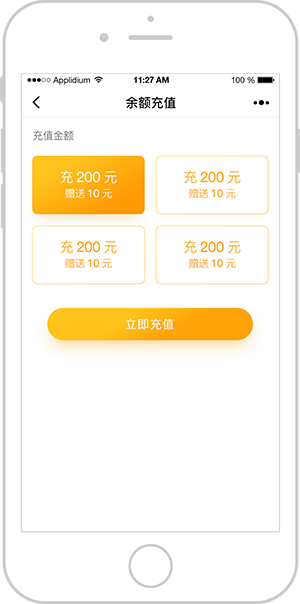 Applidium 11:27 AM 100 %
余额充值
充值金额
充 200 元 充 200 元
赠送 10 元 赠送 10 元
充 200 元 充 200 元
赠送 10 元 赠送 10 元
立即充值